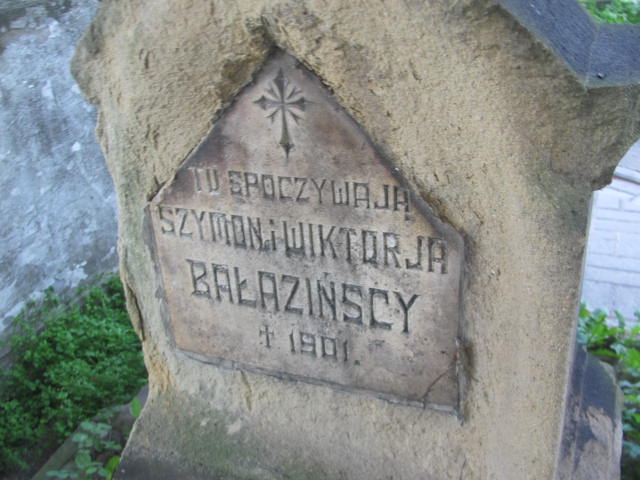 TU SPOCZYWAJĄ
SZYMON i WIKTORJA
BAŁAZIŃSCY
† 1901.